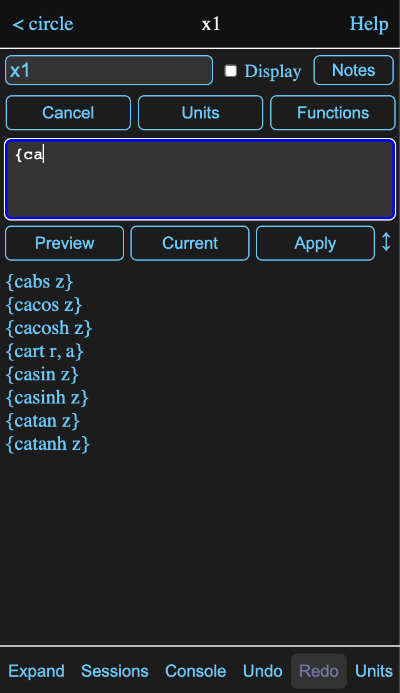 < circle x1 Help
x1 Display Notes
Cancel Units Functions
{ca
Preview Current Apply ↕
{cabs z}
{cacos z}
{cacosh z}
{cart r, a}
{casin z}
{casinh z}
{catan z}
{catanh z}
Expand Sessions Console Undo Redo Units